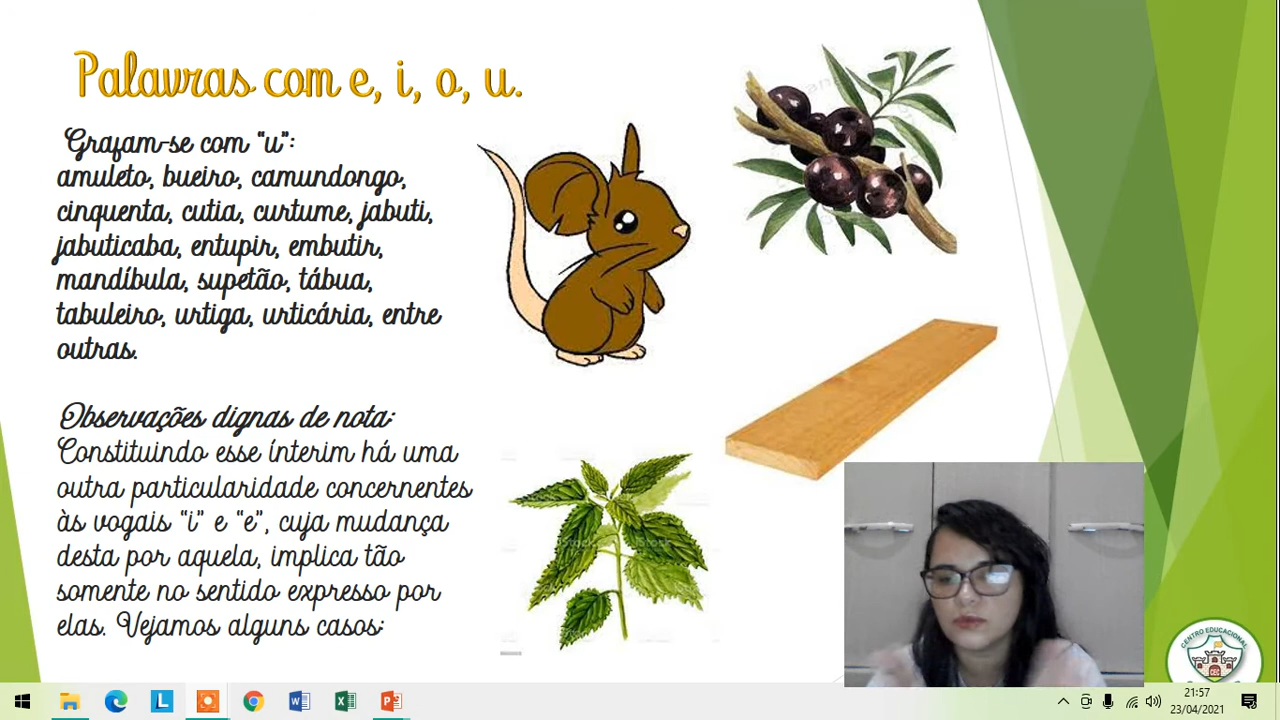 Palavras com e, i, o, u.
Grafam-se com “u”:
amuleto, bueiro, camundongo,
cinquenta, cutia, curtume, jabuti,
jabuticaba, entupir, embutir,
mandíbula, supetão, tábua,
tabuleiro, urtiga, urticária, entre
outras.
Observações dignas de nota:
Constituindo esse ínterim há uma
outra particularidade concernentes
às vogais “i” e “e”, cuja mudança
desta por aquela, implica tão
somente no sentido expresso por
elas. Vejamos alguns casos:
CENTRO EDUCACIONAL
21:57
23/04/2021